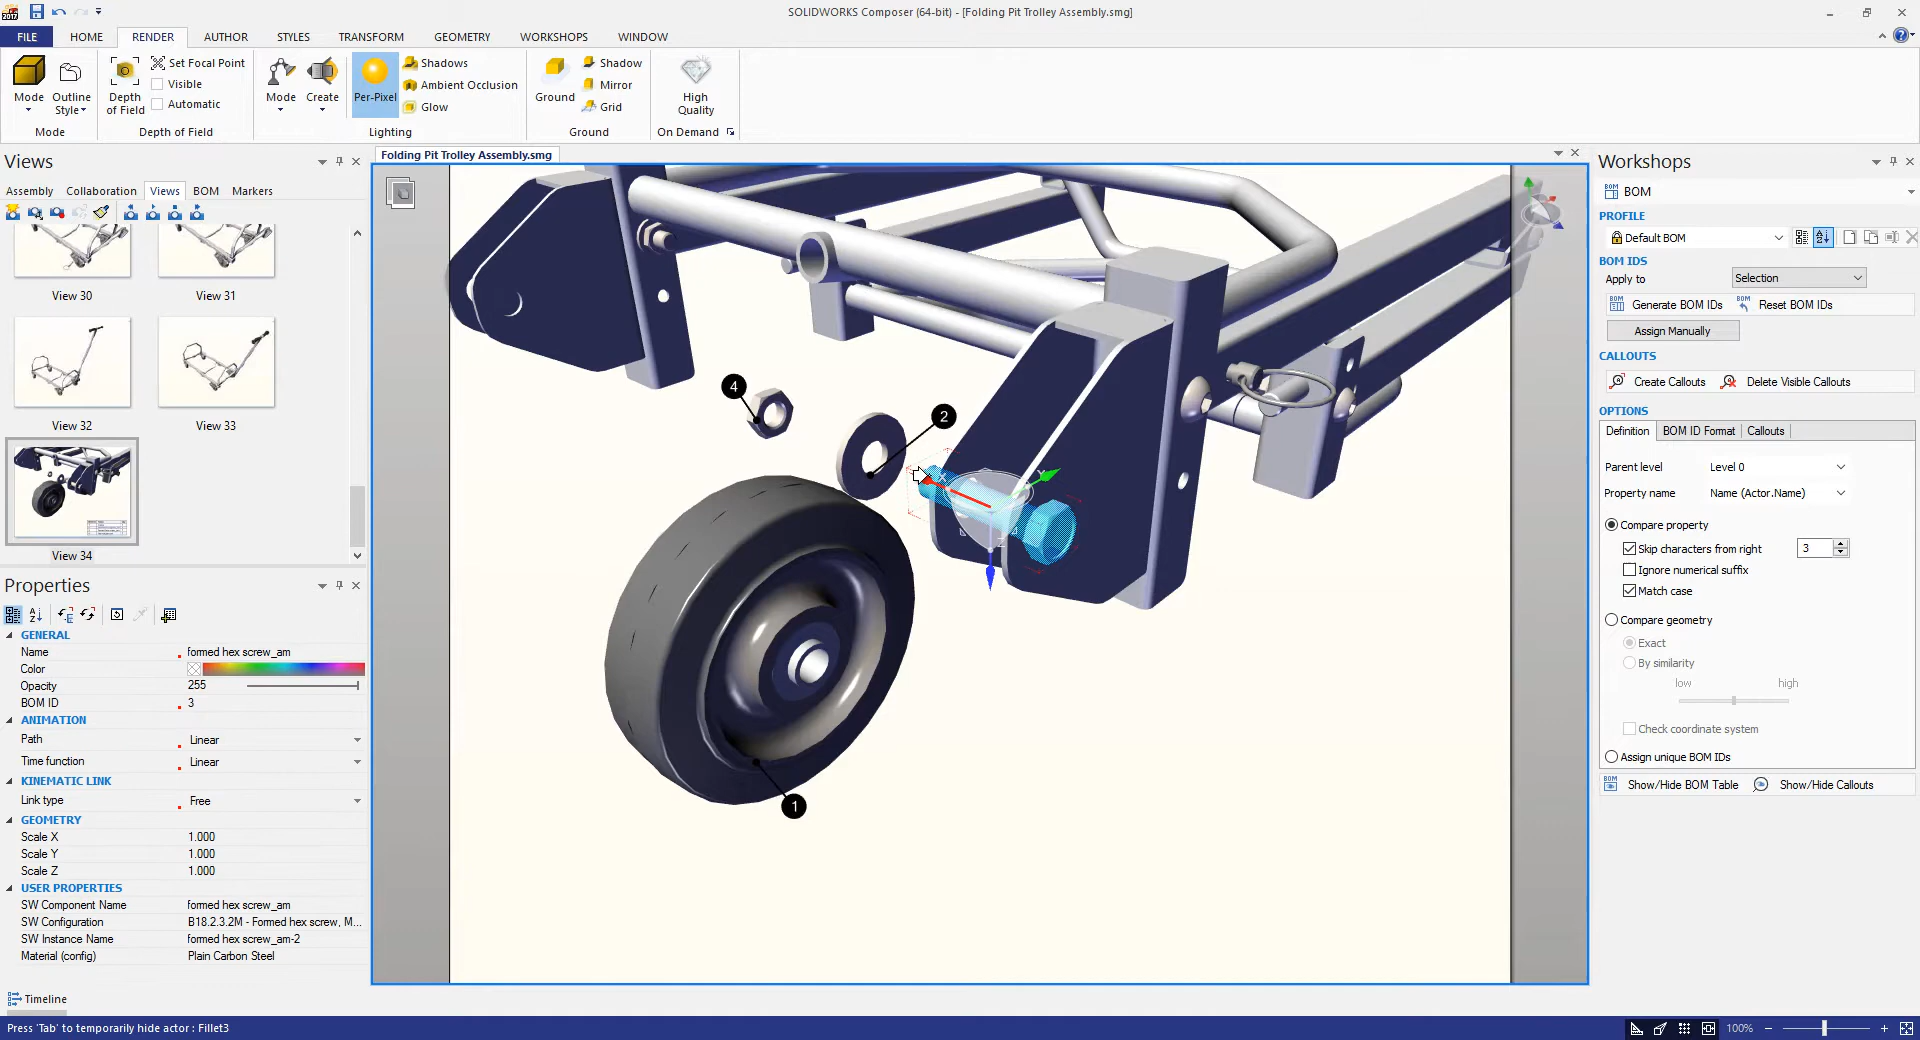 SOLIDWORKS Composer (64-bit) - [Folding Pit Trolley Assembly.smg]
FILE HOME RENDER AUTHOR STYLES TRANSFORM GEOMETRY WORKSHOPS WINDOW
Mode
Outline Style
Mode
Depth of Field
Set Focal Point
Visible
Automatic
Depth of Field
Mode
Create
Per-Pixel
Shadows
Ambient Occlusion
Glow
Lighting
Ground
Shadow
Mirror
Grid
Ground
High Quality
On Demand
Views
Assembly Collaboration Views BOM Markers
View 30
View 31
View 32
View 33
View 34
Properties
GENERAL
Name formed hex screw_am
Color
Opacity 255
BOM ID 3
ANIMATION
Path Linear
Time function Linear
KINEMATIC LINK
Link type Free
GEOMETRY
Scale X 1.000
Scale Y 1.000
Scale Z 1.000
USER PROPERTIES
SW Component Name formed hex screw_am
SW Configuration B18.2.3.2M - Formed hex screw, M...
SW Instance Name formed hex screw_am-2
Material (config) Plain Carbon Steel
Timeline
Press 'Tab' to temporarily hide actor : Fillet3
Folding Pit Trolley Assembly.smg
4
2
X
Y
Z
1
Workshops
BOM
PROFILE
Default BOM
BOM IDS
Apply to Selection
Generate BOM IDs Reset BOM IDs
Assign Manually
CALLOUTS
Create Callouts Delete Visible Callouts
OPTIONS
Definition BOM ID Format Callouts
Parent level Level 0
Property name Name (Actor.Name)
Compare property
Skip characters from right 3
Ignore numerical suffix
Match case
Compare geometry
Exact
By similarity
low high
Check coordinate system
Assign unique BOM IDs
Show/Hide BOM Table Show/Hide Callouts
100%